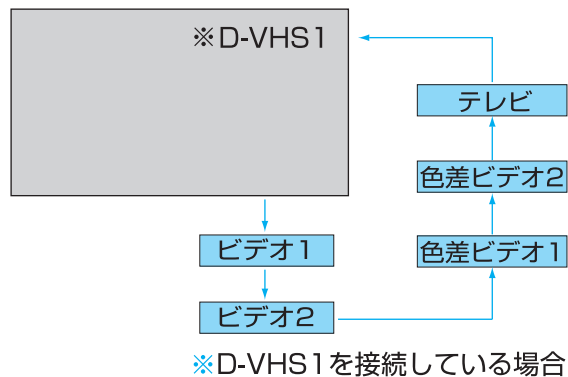 ※D-VHS1
テレビ
色差ビデオ2
ビデオ1
色差ビデオ1
ビデオ2
※D-VHS1を接続している場合